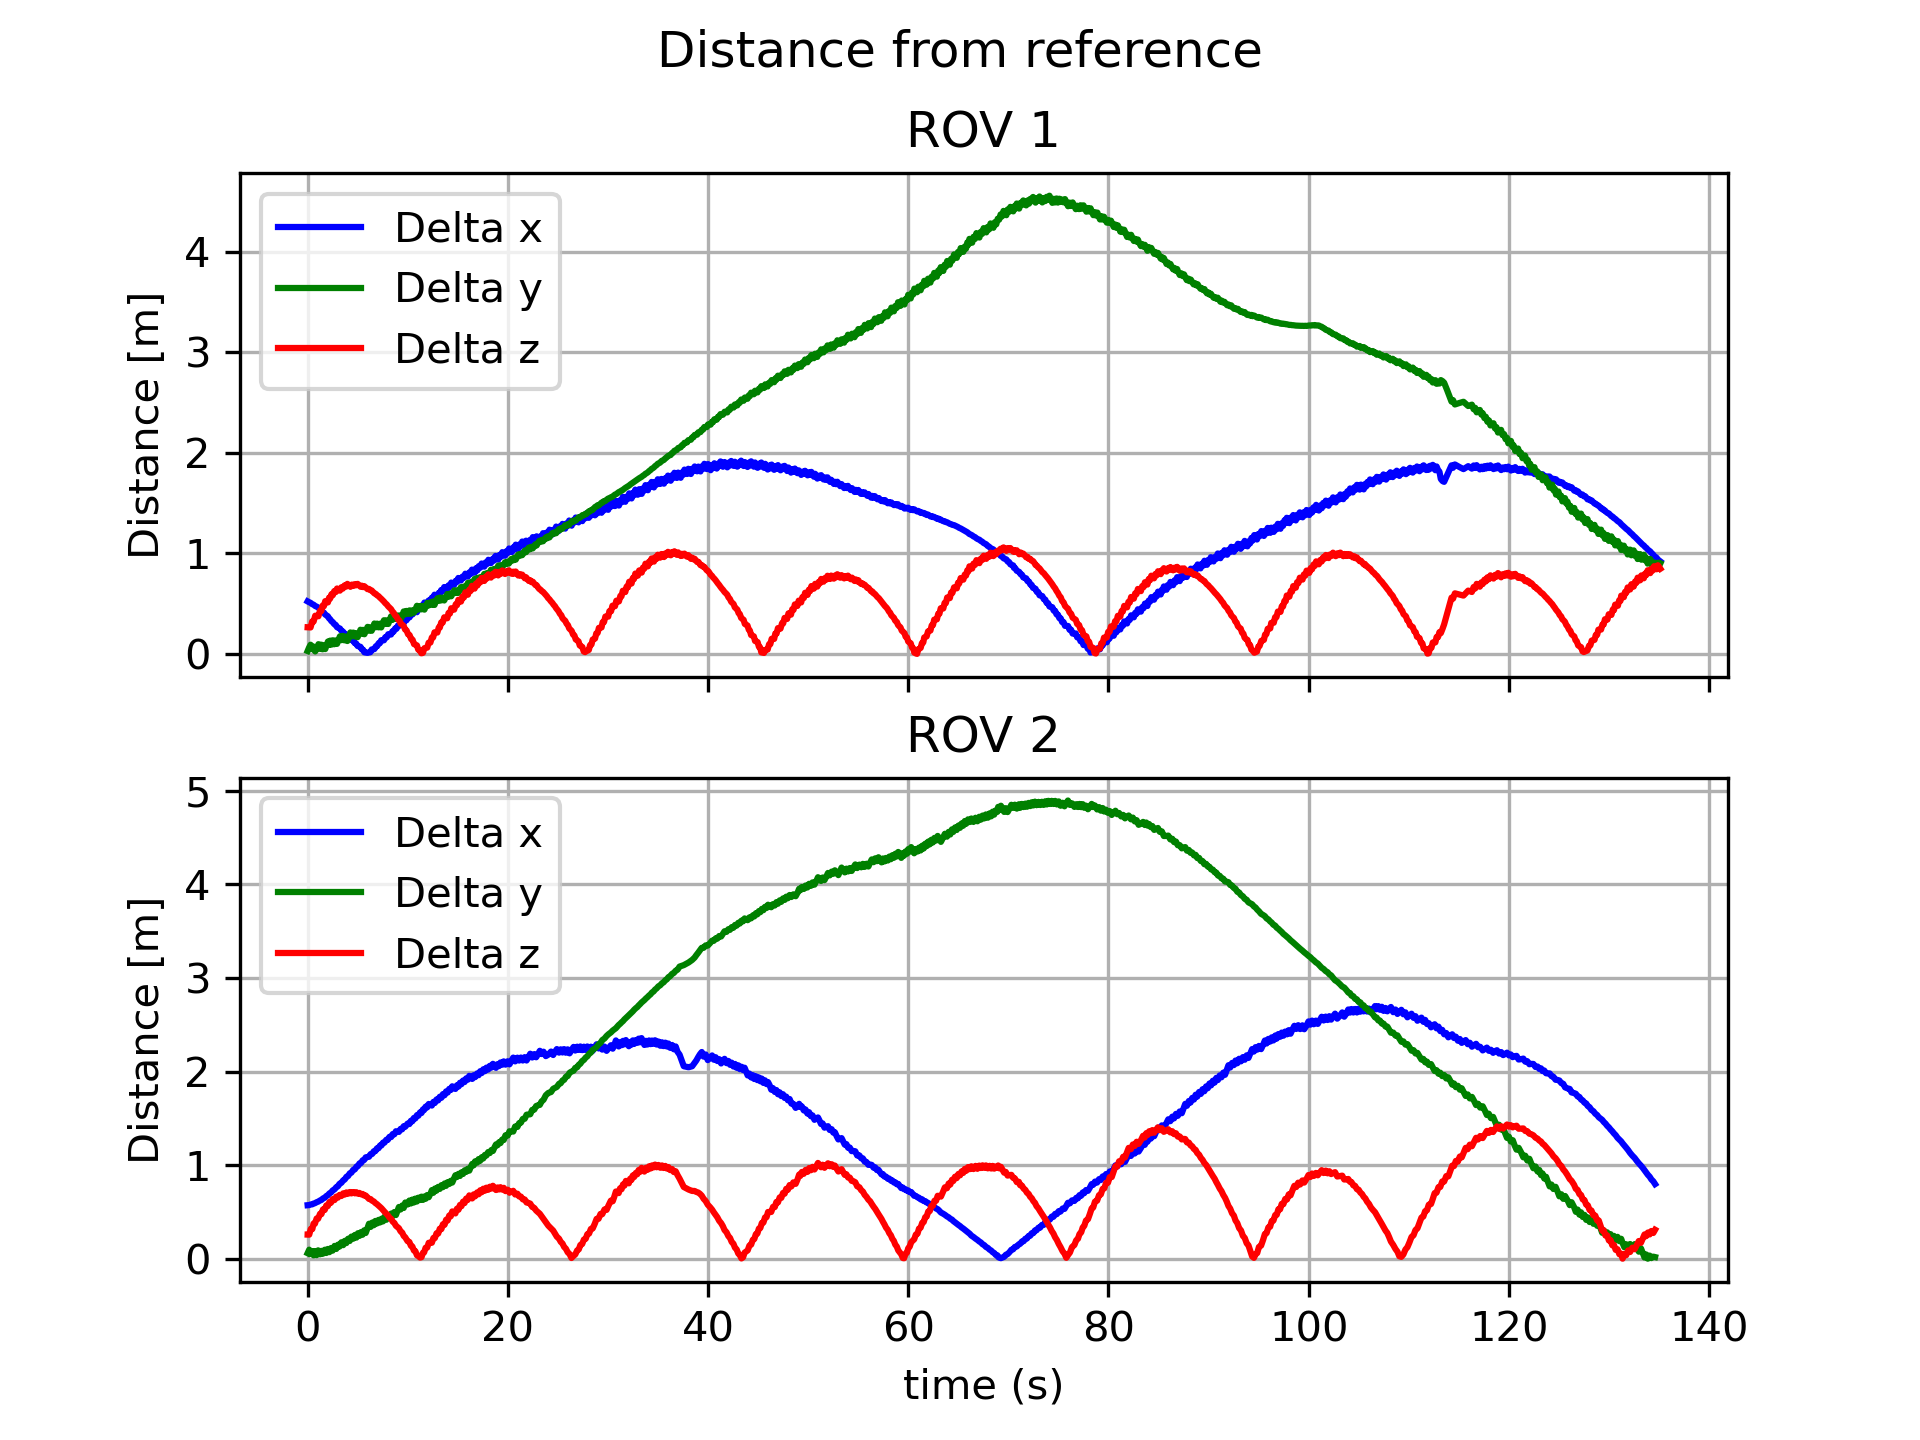 Distance from reference
ROV 1
Delta x
Delta y
Delta z
Distance [m]
4
3
2
1
0
ROV 2
Delta x
Delta y
Delta z
Distance [m]
5
4
3
2
1
0
0 20 40 60 80 100 120 140
time (s)